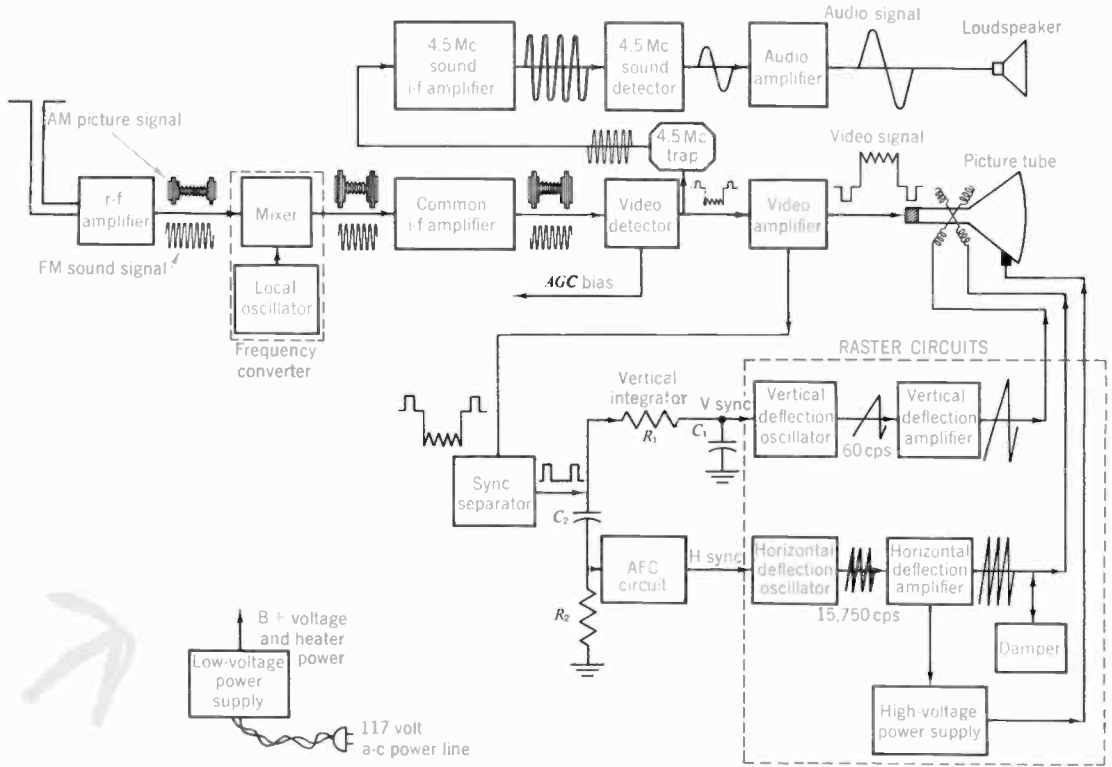 Audio signal
Loudspeaker
4.5 Mc
sound
i-f amplifier
4.5 Mc
sound
detector
Audio
amplifier
AM picture signal
4.5 Mc
trap
Video signal
Picture tube
r-f
amplifier
Mixer
Common
i-f amplifier
Video
detector
Video
amplifier
FM sound signal
Local
oscillator
AGC bias
Frequency
converter
RASTER CIRCUITS
Vertical
integrator
R1
V sync
C1
Vertical
deflection
oscillator
60 cps
Vertical
deflection
amplifier
Sync
separator
C2
AFC
circuit
H sync
Horizontal
deflection
oscillator
15,750 cps
Horizontal
deflection
amplifier
R2
Damper
B + voltage
and heater
power
Low-voltage
power
supply
High-voltage
power supply
117 volt
a-c power line